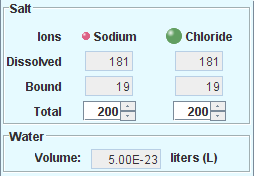 Salt
Ions Sodium Chloride
Dissolved 181 181
Bound 19 19
Total 200 200
Water
Volume: 5.00E-23 liters (L)